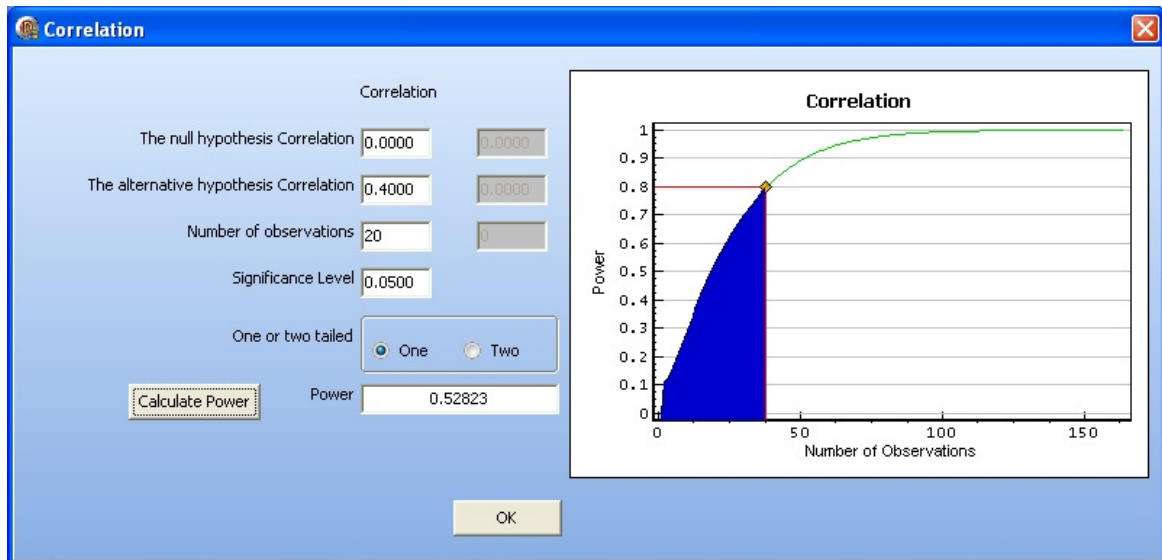 Correlation
Correlation
The null hypothesis Correlation 0.0000 0.0000
The alternative hypothesis Correlation 0.4000 0.0000
Number of observations 20 0
Significance Level 0.0500
One or two tailed One Two
Calculate Power Power 0.52823
OK
Correlation
1
0.9
0.8
0.7
0.6
0.5
0.4
0.3
0.2
0.1
0
Power
0 50 100 150
Number of Observations